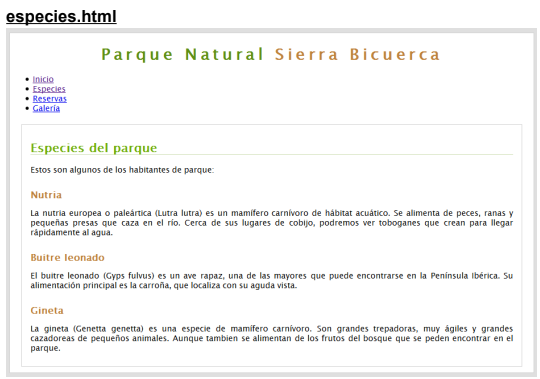 especies.html
Parque Natural Sierra Bicuerca
Inicio
Especies
Reservas
Galería
Especies del parque
Estos son algunos de los habitantes de parque:
Nutria
La nutria europea o paleártica (Lutra lutra) es un mamífero carnívoro de hábitat acuático. Se alimenta de peces, ranas y
pequeñas presas que caza en el río. Cerca de sus lugares de cobijo, podremos ver toboganes que crean para llegar
rápidamente al agua.
Buitre leonado
El buitre leonado (Gyps fulvus) es un ave rapaz, una de las mayores que puede encontrarse en la Península Ibérica. Su
alimentación principal es la carroña, que localiza con su aguda vista.
Gineta
La gineta (Genetta genetta) es una especie de mamífero carnívoro. Son grandes trepadoras, muy ágiles y grandes
cazadoreas de pequeños animales. Aunque tambien se alimentan de los frutos del bosque que se peden encontrar en el
parque.